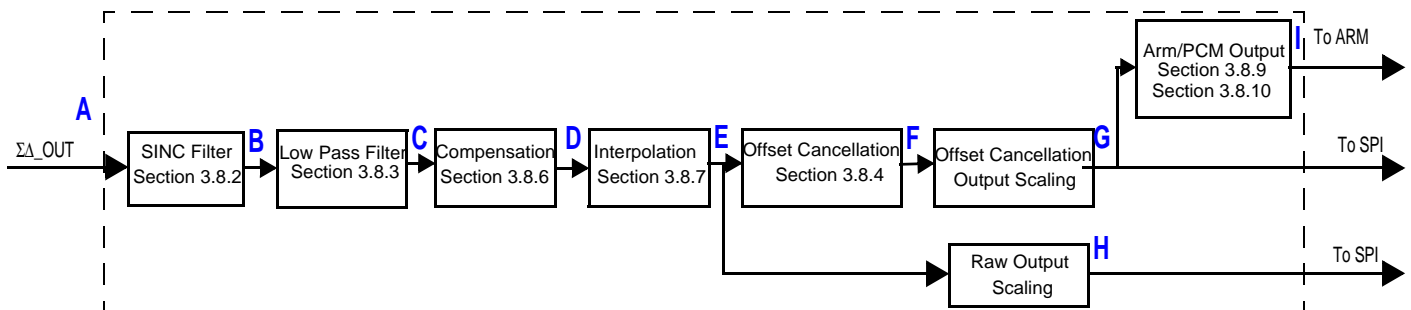 I
To ARM
Arm/PCM Output
Section 3.8.9
Section 3.8.10
A
ΣΔ_OUT
SINC Filter
Section 3.8.2
B
Low Pass Filter
Section 3.8.3
C
Compensation
Section 3.8.6
D
Interpolation
Section 3.8.7
E
Offset Cancellation
Section 3.8.4
F
Offset Cancellation
Output Scaling
G
To SPI
Raw Output
Scaling
H
To SPI